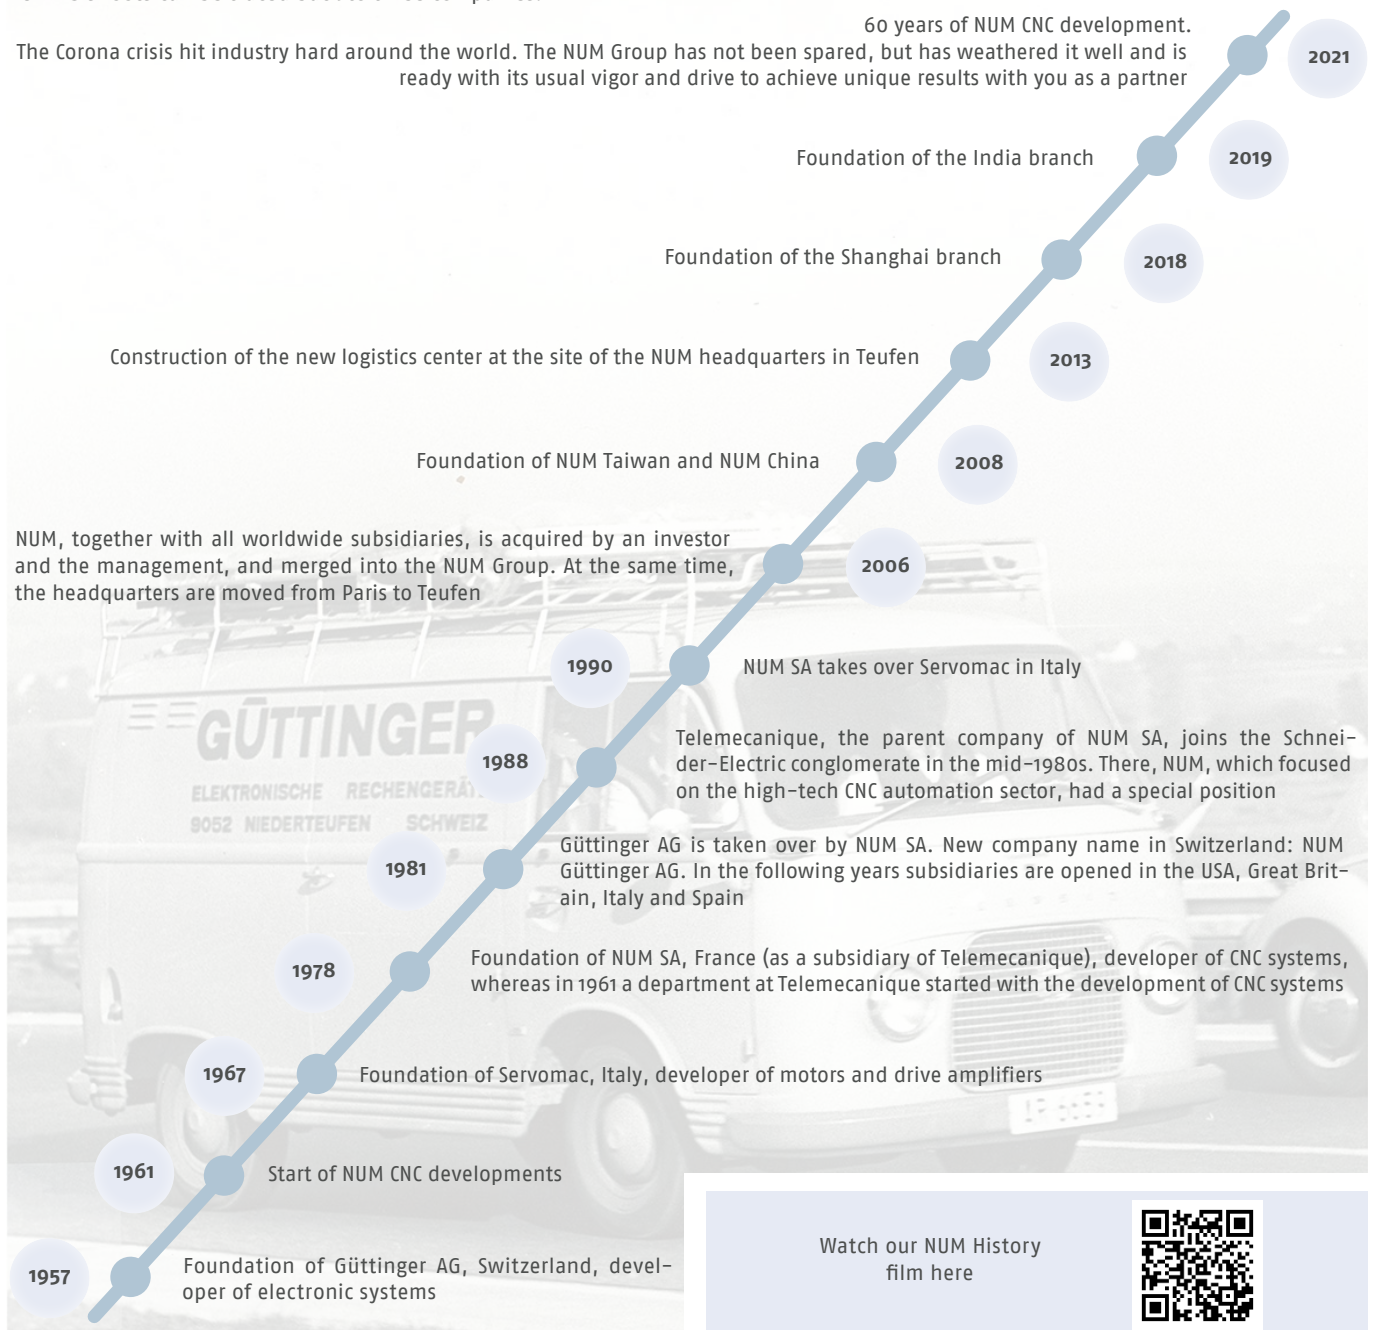 60 years of NUM CNC development.
The Corona crisis hit industry hard around the world. The NUM Group has not been spared, but has weathered it well and is
ready with its usual vigor and drive to achieve unique results with you as a partner
2021
Foundation of the India branch
2019
Foundation of the Shanghai branch
2018
Construction of the new logistics center at the site of the NUM headquarters in Teufen
2013
Foundation of NUM Taiwan and NUM China
2008
NUM, together with all worldwide subsidiaries, is acquired by an investor
and the management, and merged into the NUM Group. At the same time,
the headquarters are moved from Paris to Teufen
2006
1990
NUM SA takes over Servomac in Italy
GÜTTINGER
ELEKTRONISCHE RECHENGERÄT
9052 NIEDERTEUFEN SCHWEIZ
1988
Telemecanique, the parent company of NUM SA, joins the Schnei-
der-Electric conglomerate in the mid-1980s. There, NUM, which focused
on the high-tech CNC automation sector, had a special position
1981
Güttinger AG is taken over by NUM SA. New company name in Switzerland: NUM
Güttinger AG. In the following years subsidiaries are opened in the USA, Great Brit-
ain, Italy and Spain
1978
Foundation of NUM SA, France (as a subsidiary of Telemecanique), developer of CNC systems,
whereas in 1961 a department at Telemecanique started with the development of CNC systems
1967
Foundation of Servomac, Italy, developer of motors and drive amplifiers
1961
Start of NUM CNC developments
1957
Foundation of Güttinger AG, Switzerland, devel-
oper of electronic systems
Watch our NUM History
film here